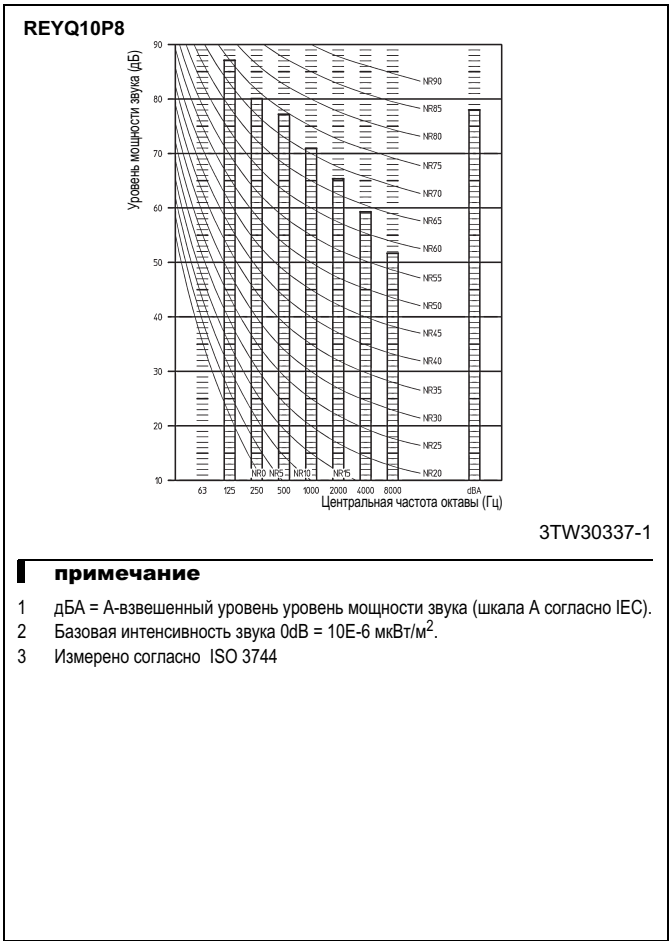 REYQ10P8
Уровень мощности звука (дБ)
90
80
70
60
50
40
30
20
10
NR90
NR85
NR80
NR75
NR70
NR65
NR60
NR55
NR50
NR45
NR40
NR35
NR30
NR25
NR20
NR0 NR5 NR10 NR15
63 125 250 500 1000 2000 4000 8000 dBA
Центральная частота октавы (Гц)
3TW30337-1
примечание
1 дБА = А-взвешенный уровень уровень мощности звука (шкала А согласно IEC).
2 Базовая интенсивность звука 0dB = 10E-6 мкВт/м².
3 Измерено согласно ISO 3744